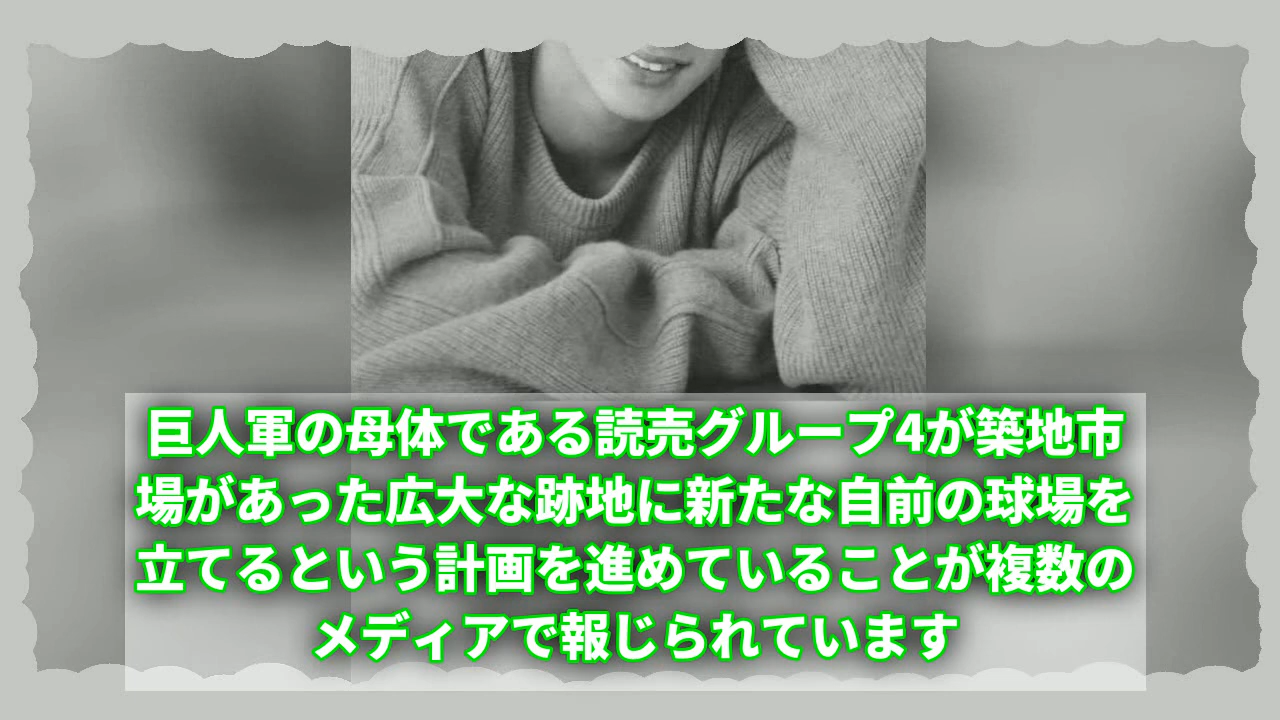 巨人軍の母体である読売グループ4が築地市
場があった広大な跡地に新たな自前の球場を
立てるという計画を進めていることが複数の
メディアで報じられています